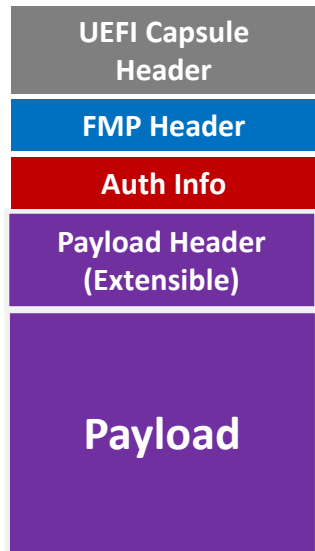 UEFI Capsule
Header
FMP Header
Auth Info
Payload Header
(Extensible)
Payload